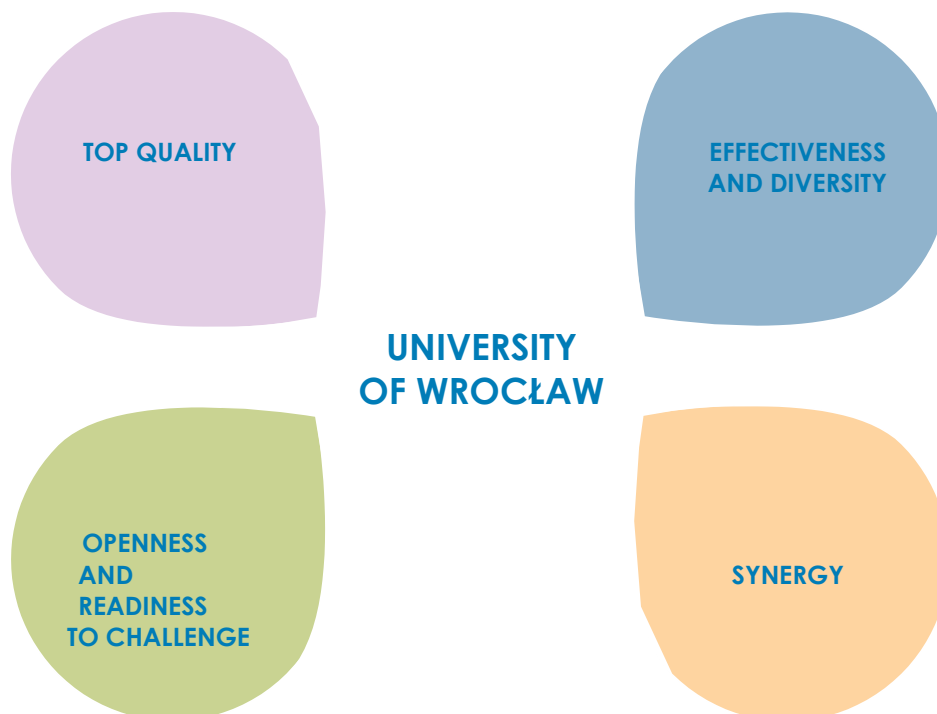 TOP QUALITY
EFFECTIVENESS
AND DIVERSITY
UNIVERSITY
OF WROCŁAW
OPENNESS
AND
READINESS
TO CHALLENGE
SYNERGY